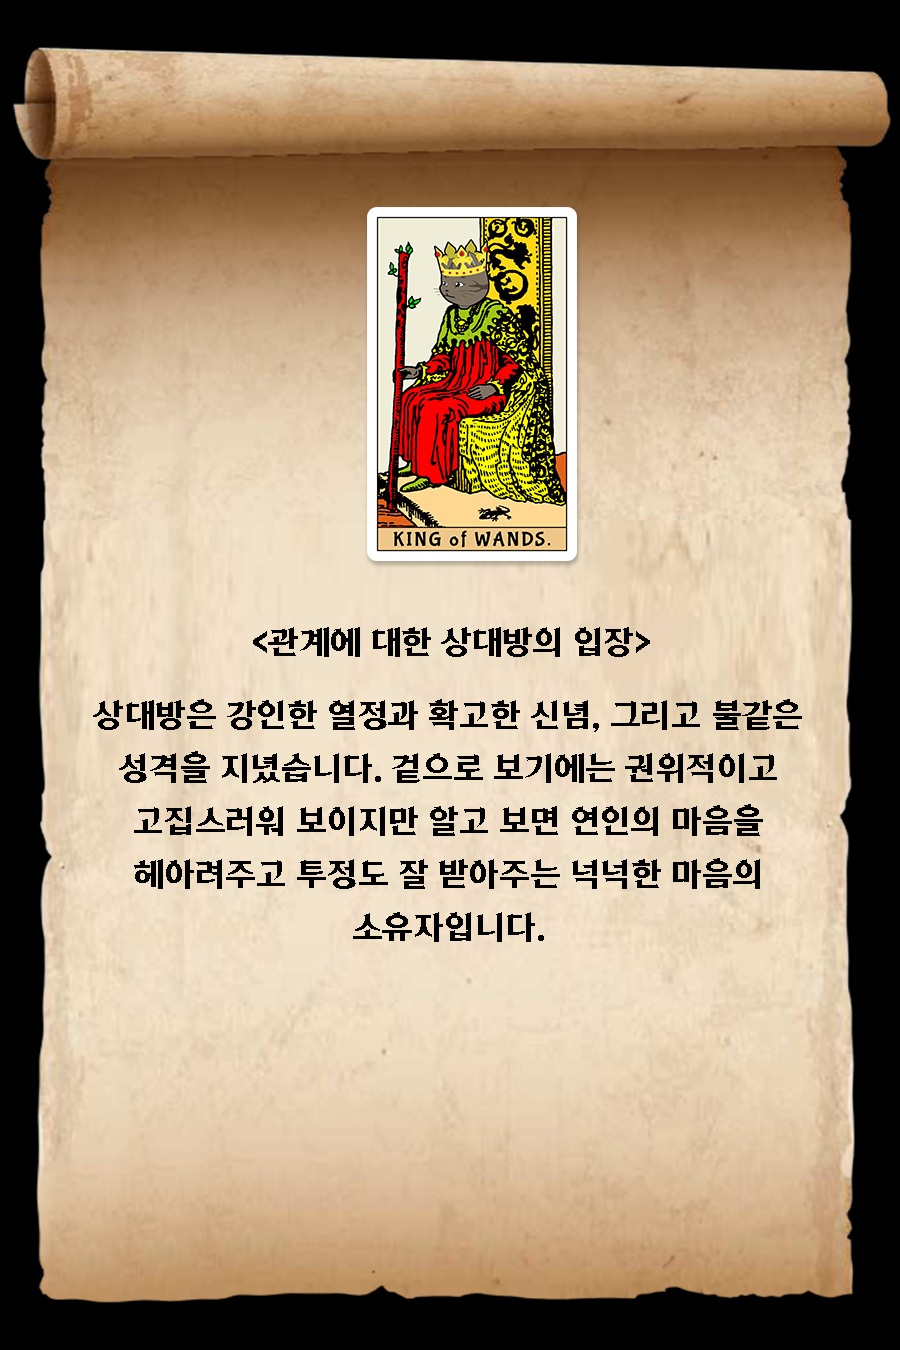 KING of WANDS.
<관계에 대한 상대방의 입장>
상대방은 강인한 열정과 확고한 신념, 그리고 불같은
성격을 지녔습니다. 겉으로 보기에는 권위적이고
고집스러워 보이지만 알고 보면 연인의 마음을
헤아려주고 투정도 잘 받아주는 넉넉한 마음의
소유자입니다.